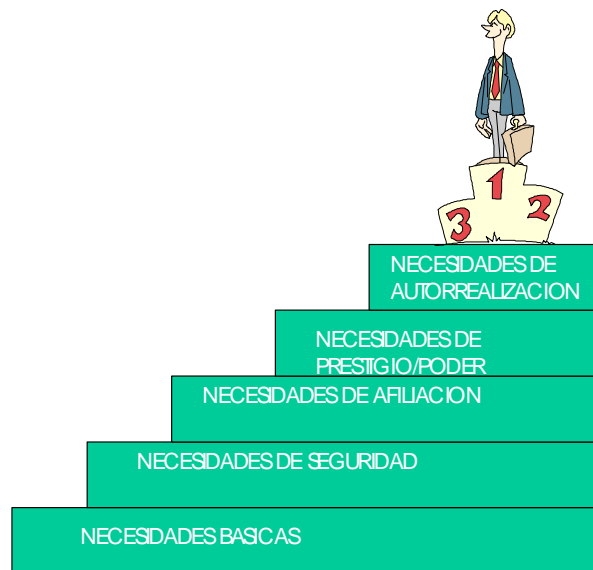 1
3 2
NECESIDADES DE
AUTORREALIZACION
NECESIDADES DE
PRESTIGIO/PODER
NECESIDADES DE AFILIACION
NECESIDADES DE SEGURIDAD
NECESIDADES BASICAS